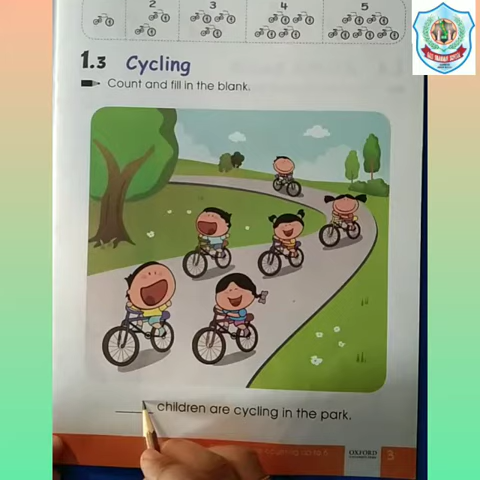 2 3 4 5
1.3 Cycling
Count and fill in the blank.
____ children are cycling in the park.
OXFORD
3